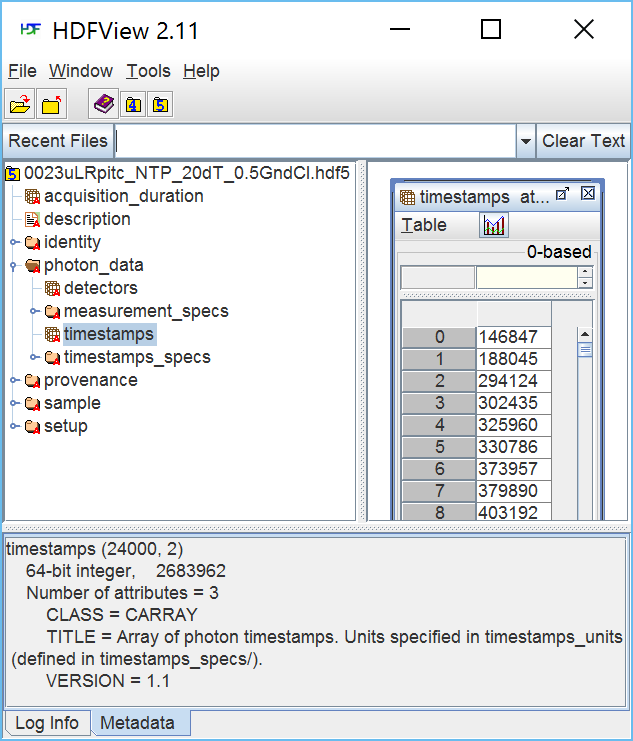 HDF HDFView 2.11
File Window Tools Help
4 5
Recent Files Clear Text
5 0023uLRpitc_NTP_20dT_0.5GndCl.hdf5
acquisition_duration
description
identity
photon_data
detectors
measurement_specs
timestamps
timestamps_specs
provenance
sample
setup
timestamps at...
Table
0-based
0 146847
1 188045
2 294124
3 302435
4 325960
5 330786
6 373957
7 379890
8 403192
timestamps (24000, 2)
64-bit integer, 2683962
Number of attributes = 3
CLASS = CARRAY
TITLE = Array of photon timestamps. Units specified in timestamps_units
(defined in timestamps_specs/).
VERSION = 1.1
Log Info Metadata